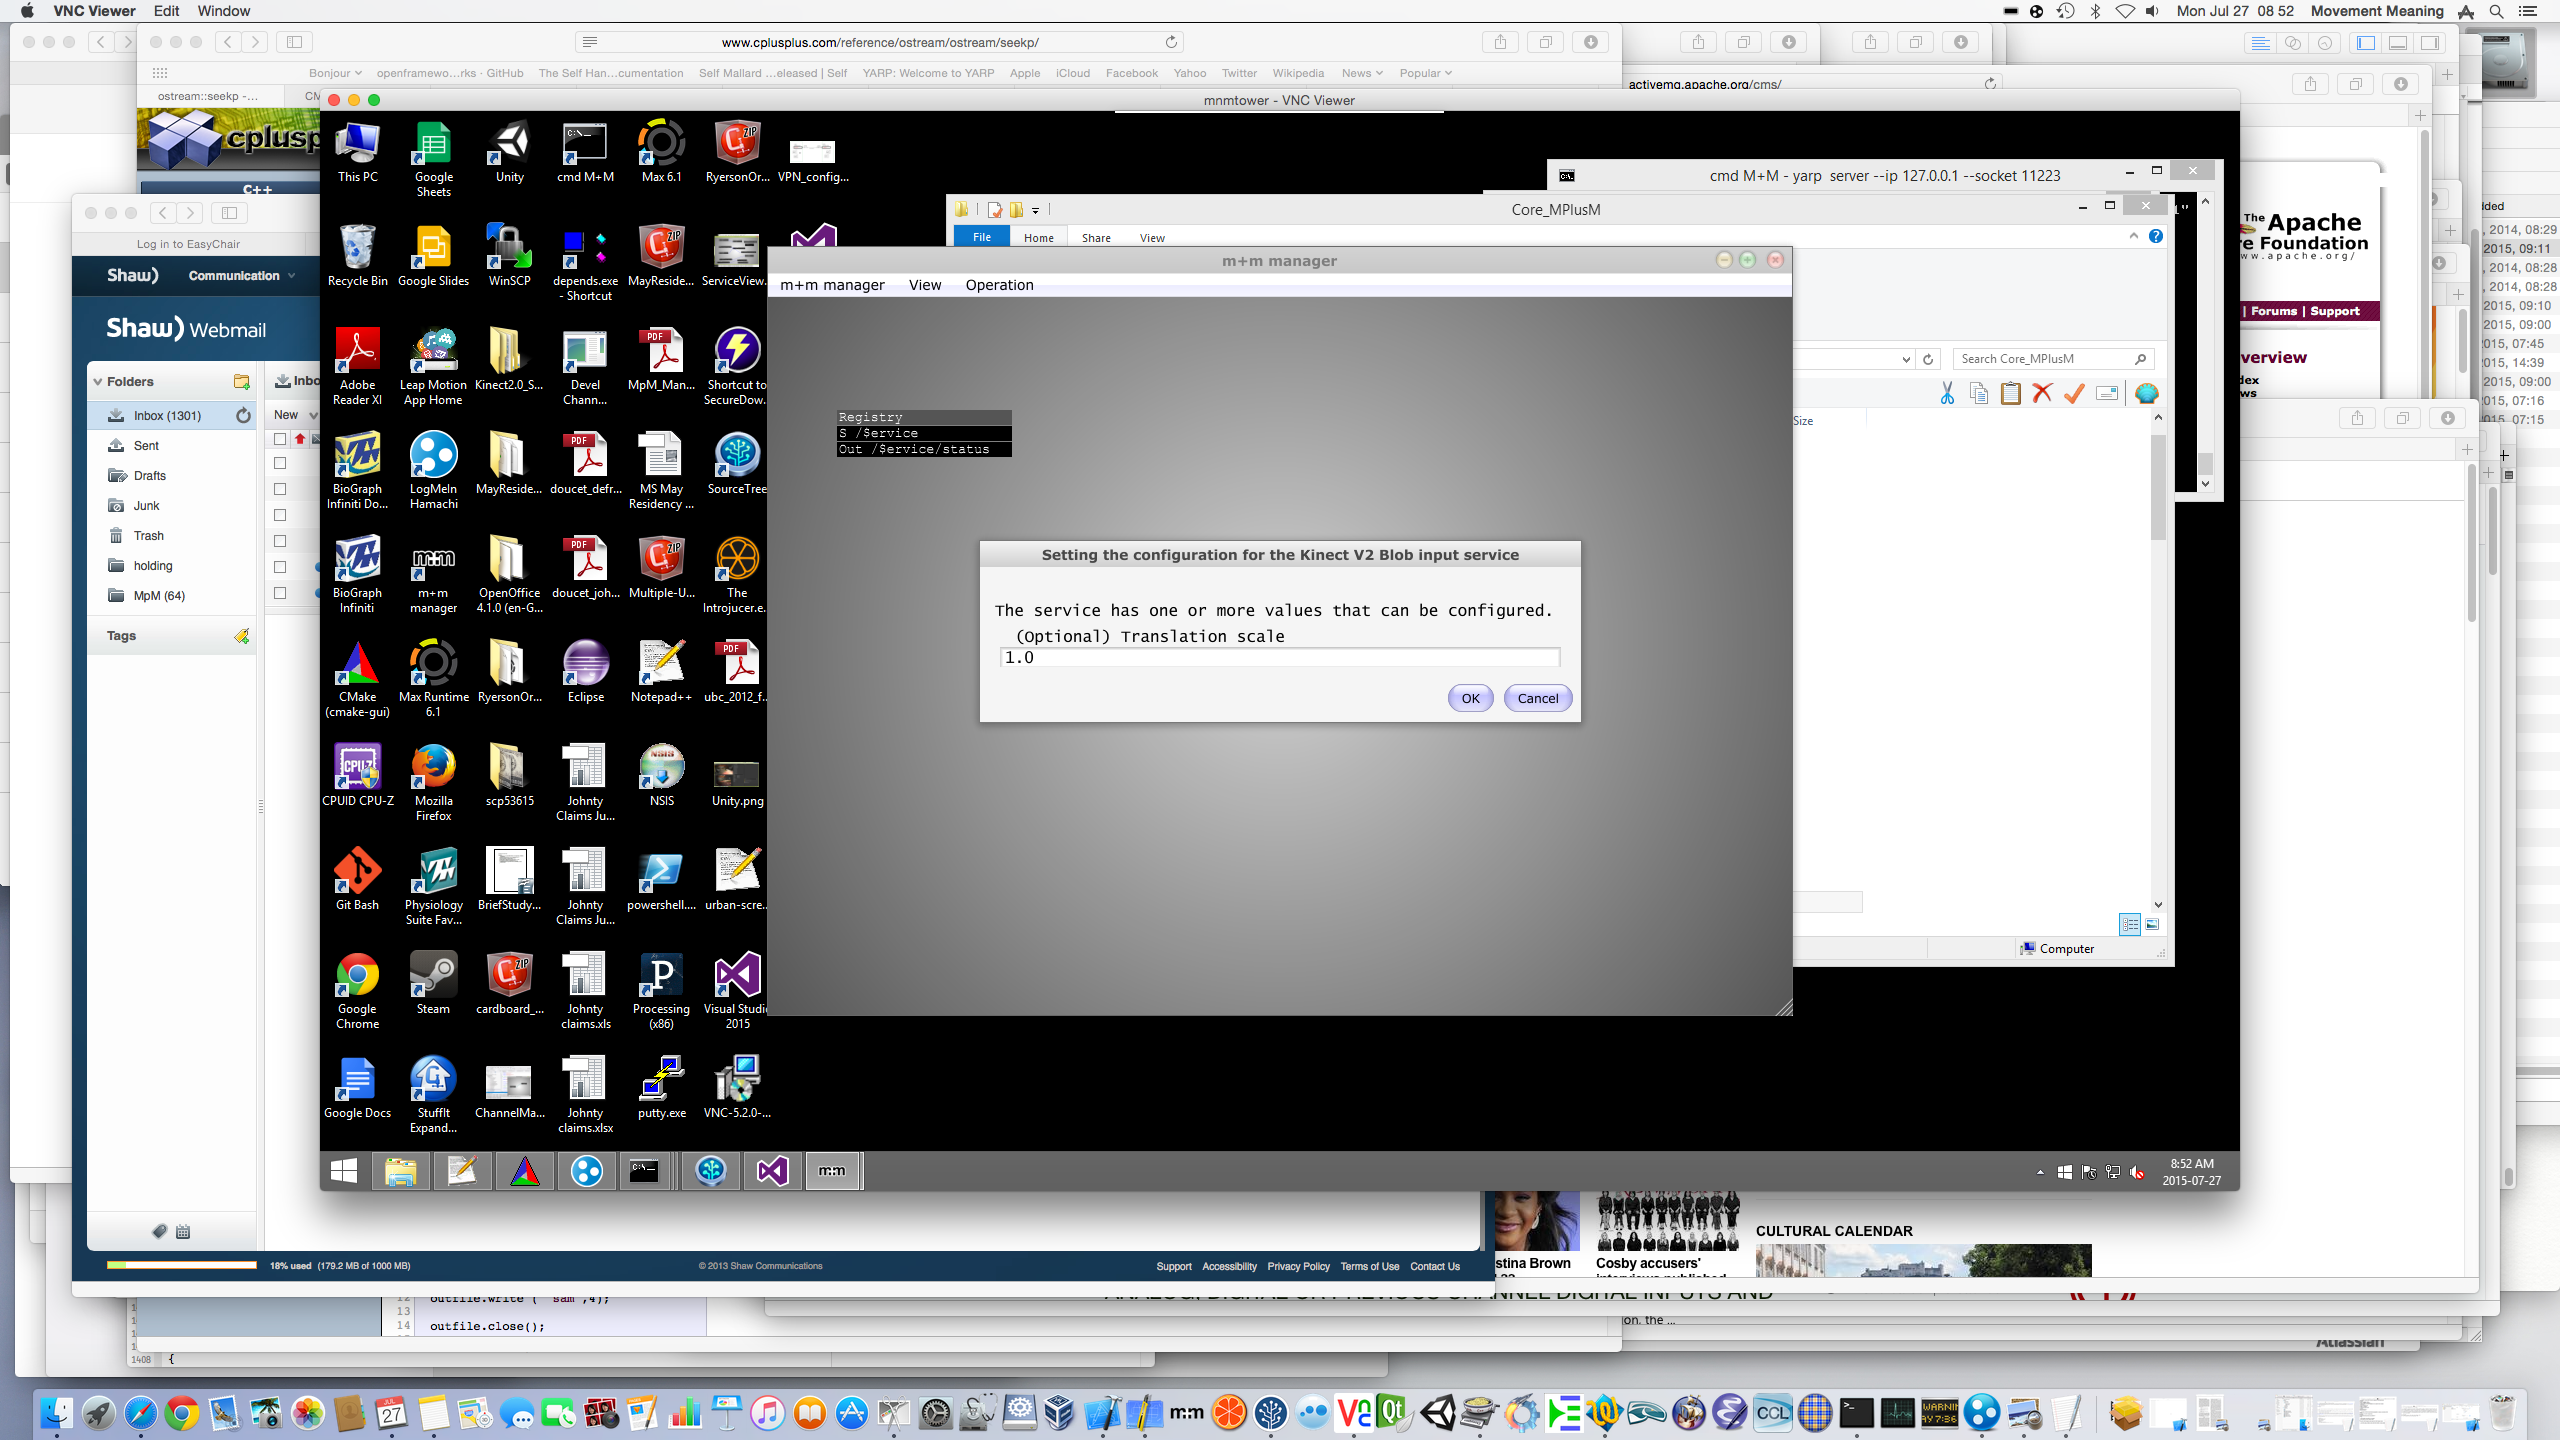 VNC Viewer Edit Window
Mon Jul 27 08 52 Movement Meaning
www.cplusplus.com/reference/ostream/ostream/seekp/
Bonjour openframewo...rks · GitHub The Self Han...cumentation Self Mallard ...eleased | Self YARP: Welcome to YARP Apple iCloud Facebook Yahoo Twitter Wikipedia News Popular
activemq.apache.org/cms/
ostream::seekp -...
mnmtower - VNC Viewer
C++
Log in to EasyChair
Shaw) Communication
Shaw) Webmail
Folders
Inbox (1301)
Sent
Drafts
Junk
Trash
holding
MpM (64)
Tags
New
18% used (179.2 MB of 1000 MB)
© 2013 Shaw Communications
Support Accessibility Privacy Policy Terms of Use Contact Us
This PC
Google Sheets
Unity
cmd M+M
Max 6.1
RyersonOr...
VPN_config...
Recycle Bin
Google Slides
WinSCP
depends.exe - Shortcut
MayReside...
ServiceView.
Adobe Reader XI
Leap Motion App Home
Kinect2.0_S...
Devel Chann...
MpM_Man...
Shortcut to SecureDow..
BioGraph Infiniti Do...
LogMeIn Hamachi
MayReside...
doucet_defr...
MS May Residency ...
SourceTree
BioGraph Infiniti
m+m manager
OpenOffice 4.1.0 (en-G...
doucet_joh...
Multiple-U...
The Introjucer.e.
CMake (cmake-gui)
Max Runtime 6.1
RyersonOr...
Eclipse
Notepad++
ubc_2012_f..
CPUID CPU-Z
Mozilla Firefox
scp53615
Johnty Claims Ju...
NSIS
Unity.png
Git Bash
Physiology Suite Fav...
BriefStudy...
Johnty Claims Ju...
powershell....
urban-scre..
Google Chrome
Steam
cardboard_...
Johnty claims.xls
Processing (x86)
Visual Studi 2015
Google Docs
StuffIt Expand...
ChannelMa...
Johnty claims.xlsx
putty.exe
VNC-5.2.0-...
cmd M+M - yarp server --ip 127.0.0.1 --socket 11223
Core_MPlusM
File Home Share View
Search Core_MPlusM
Size
Computer
m+m manager
m+m manager View Operation
Registry
S /$ervice
Out /$ervice/status
Setting the configuration for the Kinect V2 Blob input service
The service has one or more values that can be configured.
(Optional) Translation scale
1.0
OK Cancel
m:m
8:52 AM
2015-07-27
The Apache
re Foundation
www.apache.org/
| Forums | Support
verview
dex
ws
dded
, 2014, 08:29
2015, 09:11
, 2014, 08:28
, 2014, 08:28
2015, 09:10
2015, 09:00
2015, 07:45
2015, 14:39
2015, 09:00
2015, 07:16
2015, 07:15
stina Brown
Cosby accusers'
CULTURAL CALENDAR
ion, the ...
Atlassian
13
14 outfile.close();
1408 {